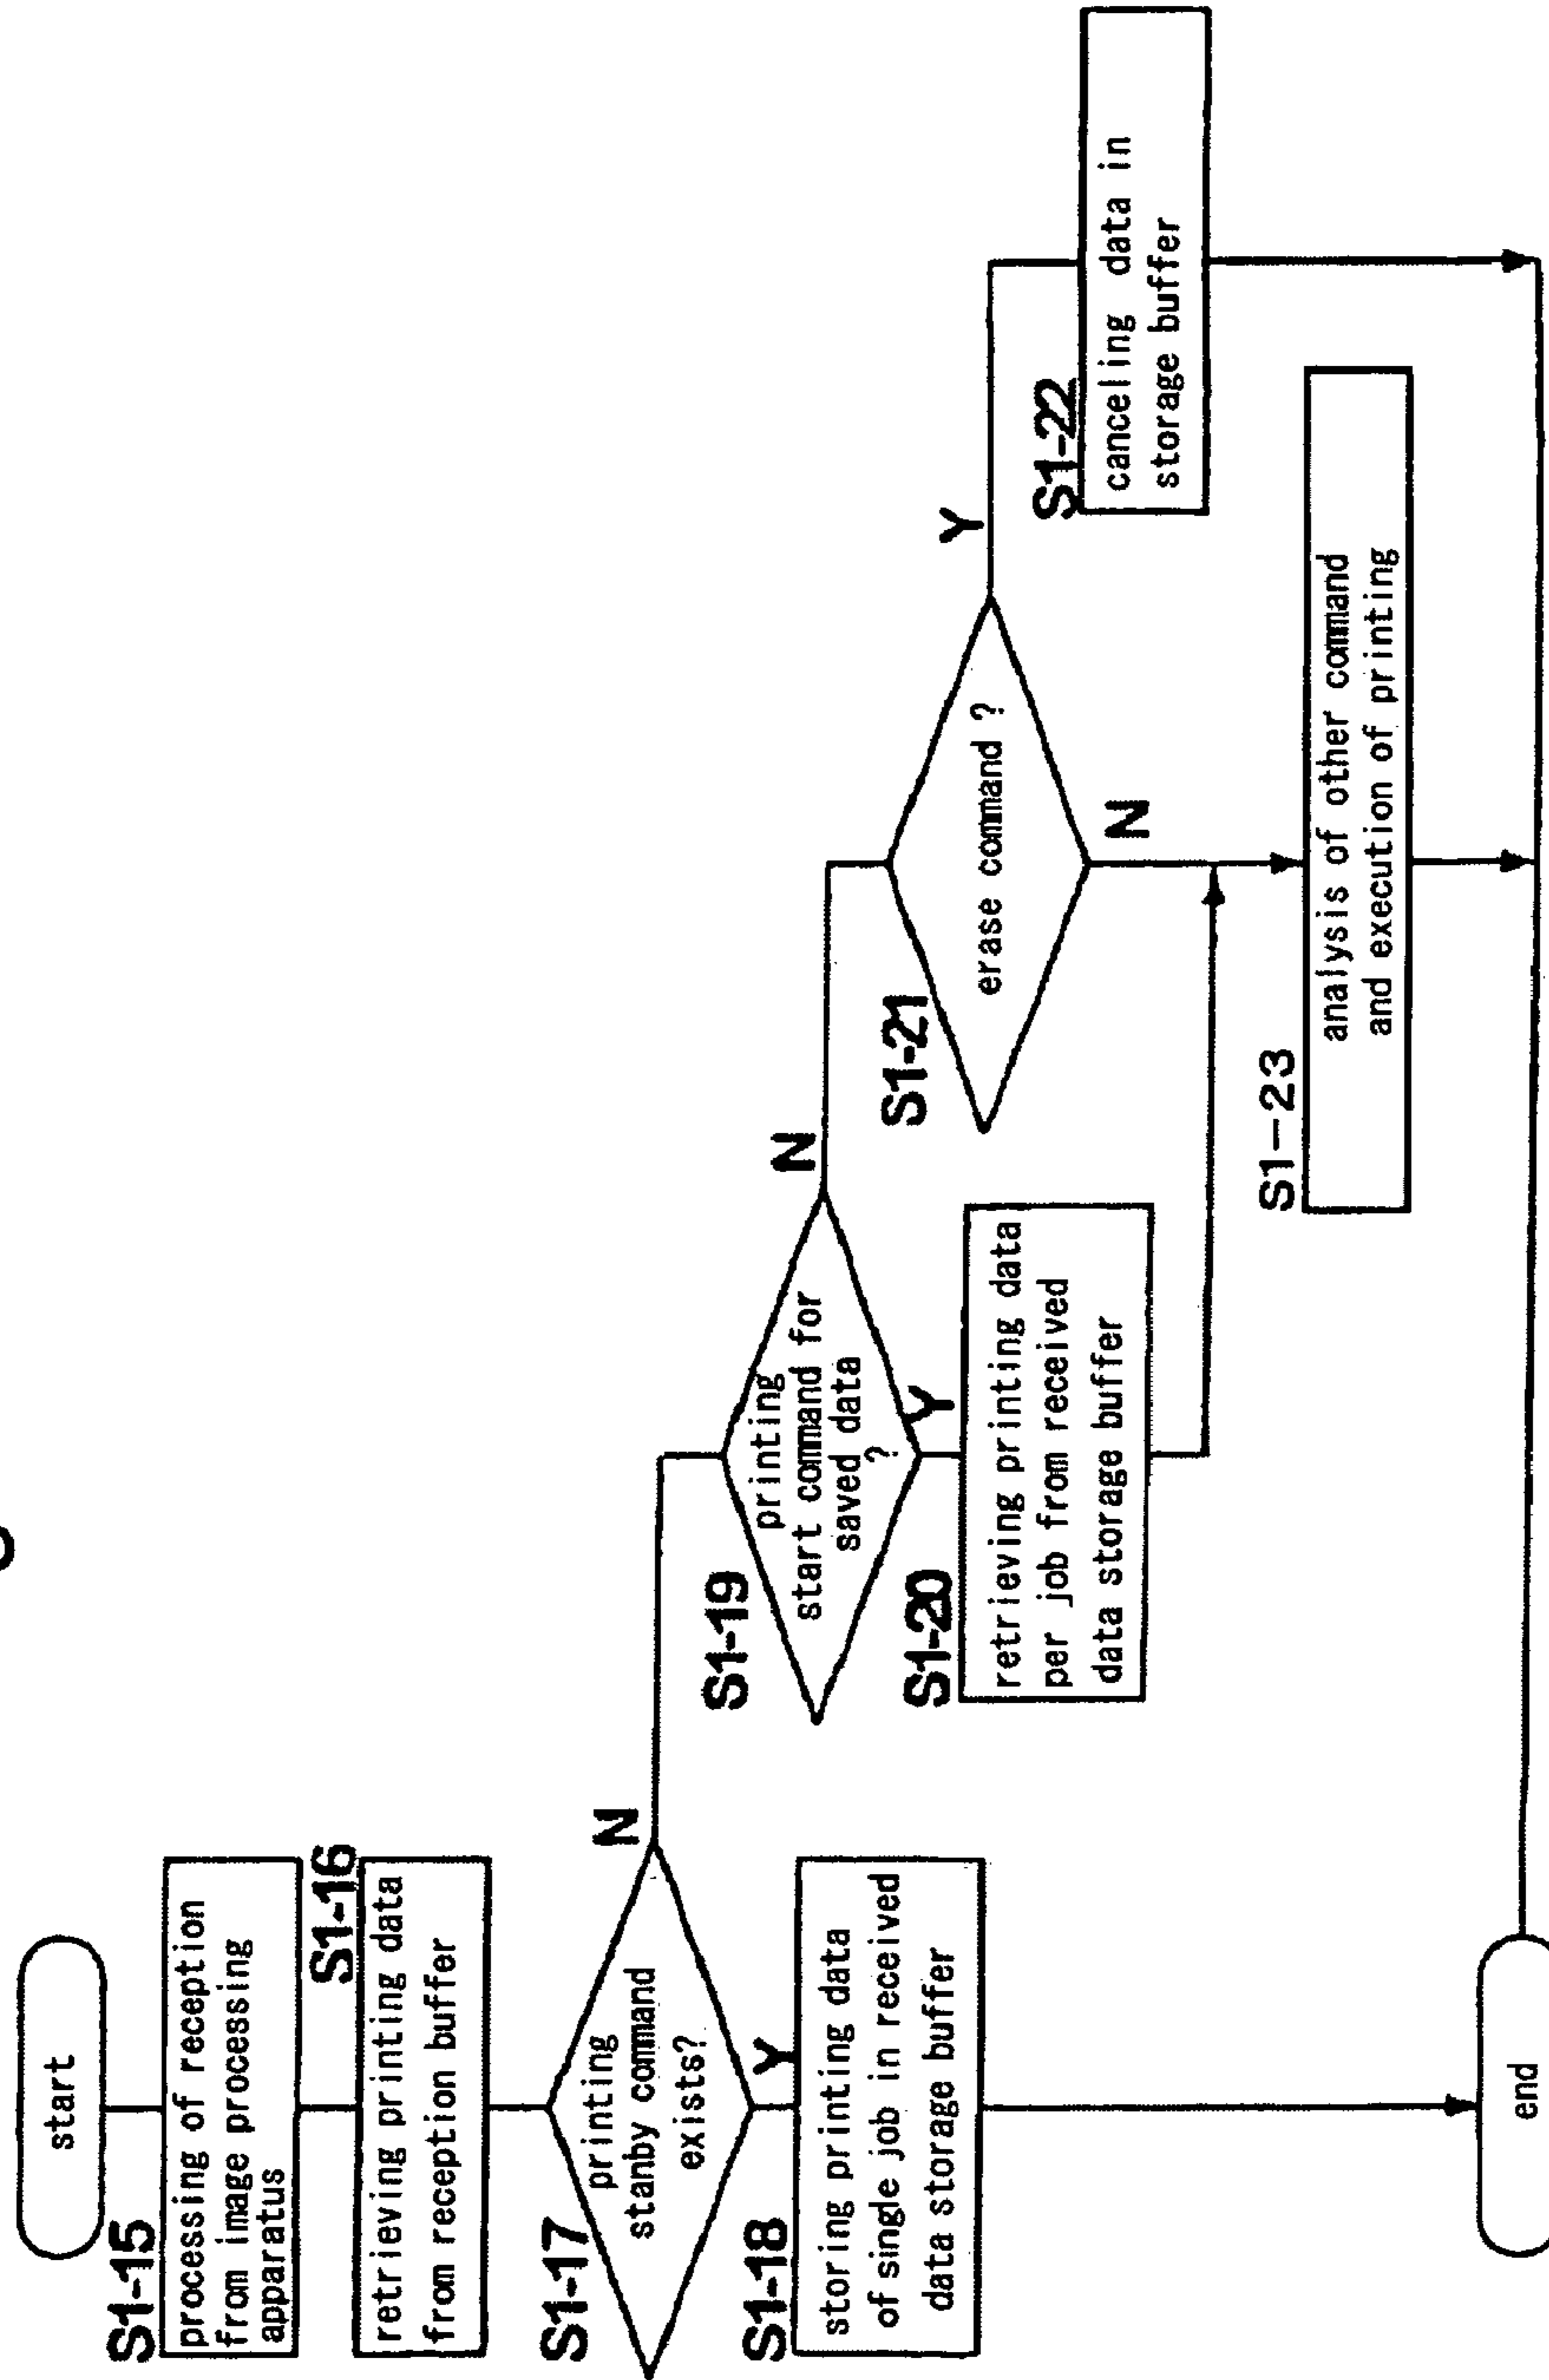 start
S1-15
processing of reception
from image processing
apparatus
S1-16
retrieving printing data
from reception buffer
S1-17
printing
stanby command
exists?
N
Y
S1-18
storing printing data
of single job in received
data storage buffer
S1-19
printing
start command for
saved data
?
N
Y
S1-20
retrieving printing data
per job from received
data storage buffer
S1-21
erase command ?
Y
N
S1-22
canceling data in
storage buffer
S1-23
analysis of other command
and execution of printing
end